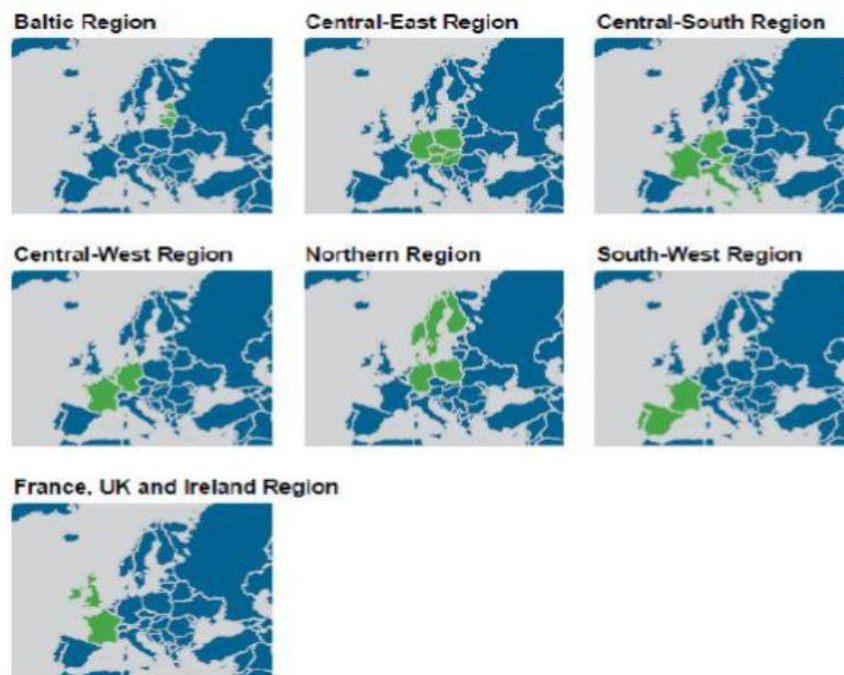 Baltic Region
Central-East Region
Central-South Region
Central-West Region
Northern Region
South-West Region
France, UK and Ireland Region